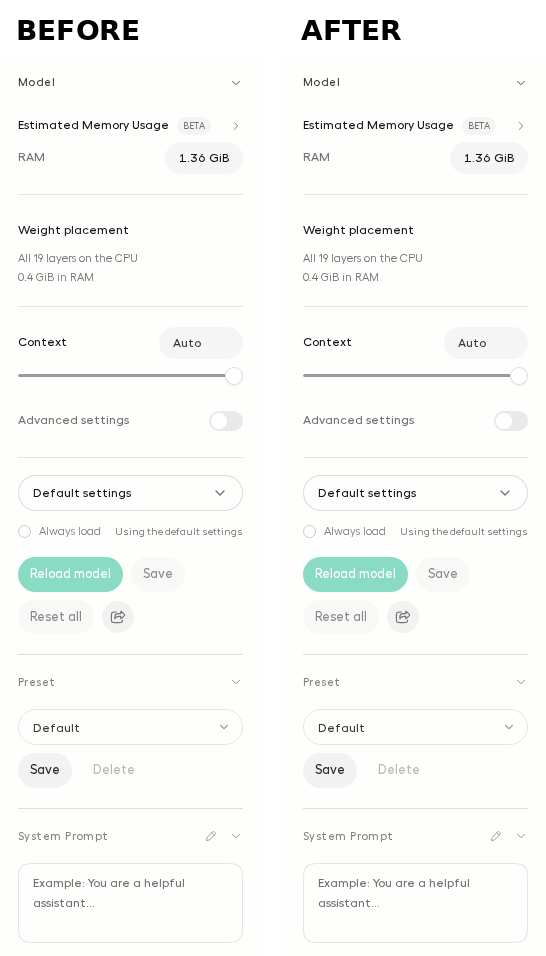 BEFORE
Model
Estimated Memory Usage BETA
RAM 1.36 GiB
Weight placement
All 19 layers on the CPU
0.4 GiB in RAM
Context Auto
Advanced settings
Default settings
Always load Using the default settings
Reload model Save
Reset all
Preset
Default
Save Delete
System Prompt
Example: You are a helpful
assistant...
AFTER
Model
Estimated Memory Usage BETA
RAM 1.36 GiB
Weight placement
All 19 layers on the CPU
0.4 GiB in RAM
Context Auto
Advanced settings
Default settings
Always load Using the default settings
Reload model Save
Reset all
Preset
Default
Save Delete
System Prompt
Example: You are a helpful
assistant...